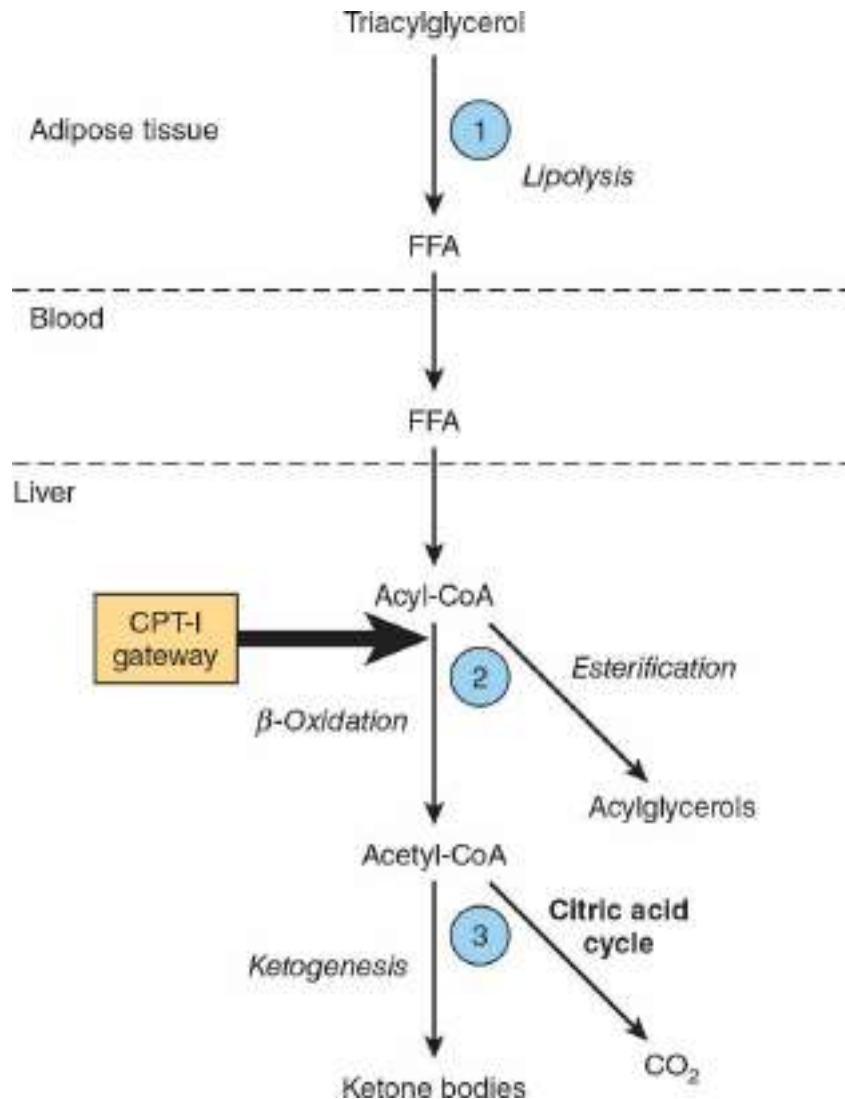 Triacylglycerol
Adipose tissue
1
Lipolysis
FFA
Blood
FFA
Liver
Acyl-CoA
CPT-I
gateway
2
Esterification
β-Oxidation
Acylglycerols
Acetyl-CoA
Citric acid
cycle
3
Ketogenesis
CO₂
Ketone bodies